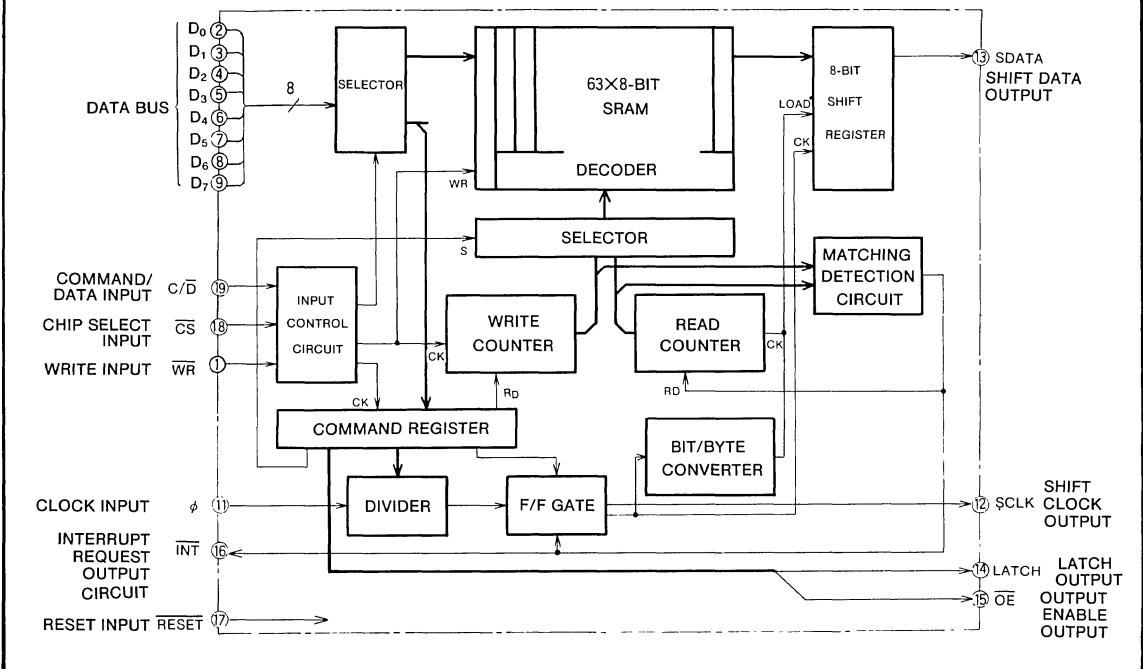 DATA BUS
D0 2
D1 3
D2 4
D3 5
D4 6
D5 7
D6 8
D7 9
8
SELECTOR
63×8-BIT
SRAM
DECODER
WR
8-BIT
SHIFT
REGISTER
LOAD
CK
13 SDATA
SHIFT DATA
OUTPUT
SELECTOR
S
COMMAND/
DATA INPUT
C/D̅ 19
CHIP SELECT
INPUT
C̅S̅ 18
WRITE INPUT W̅R̅ 1
INPUT
CONTROL
CIRCUIT
CK
WRITE
COUNTER
CK
RD
READ
COUNTER
CK
RD
MATCHING
DETECTION
CIRCUIT
COMMAND REGISTER
BIT/BYTE
CONVERTER
CLOCK INPUT φ 11
DIVIDER
F/F GATE
12 SCLK
SHIFT
CLOCK
OUTPUT
INTERRUPT
REQUEST
OUTPUT
CIRCUIT
I̅N̅T̅ 16
14 LATCH
LATCH
OUTPUT
15 O̅E̅
OUTPUT
ENABLE
OUTPUT
RESET INPUT R̅E̅S̅E̅T̅ 17